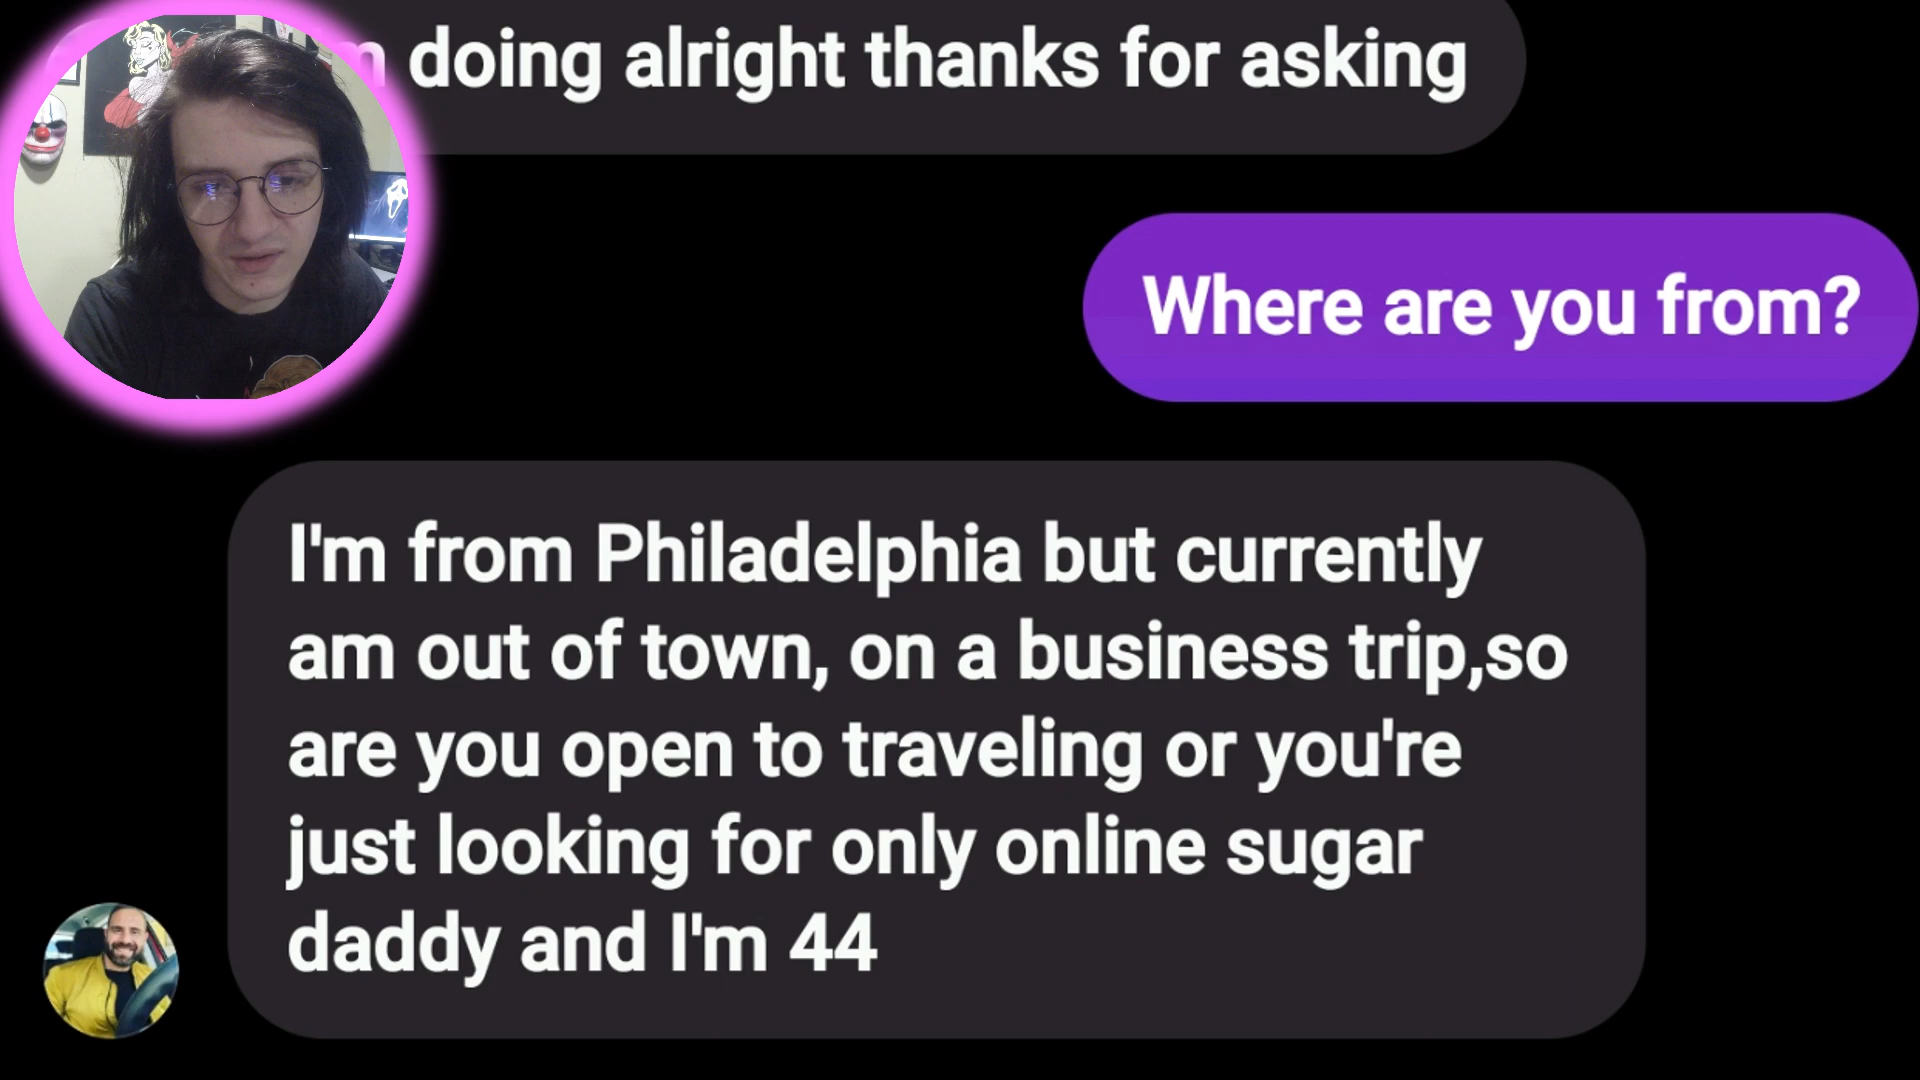 doing alright thanks for asking
Where are you from?
I'm from Philadelphia but currently
am out of town, on a business trip,so
are you open to traveling or you're
just looking for only online sugar
daddy and I'm 44